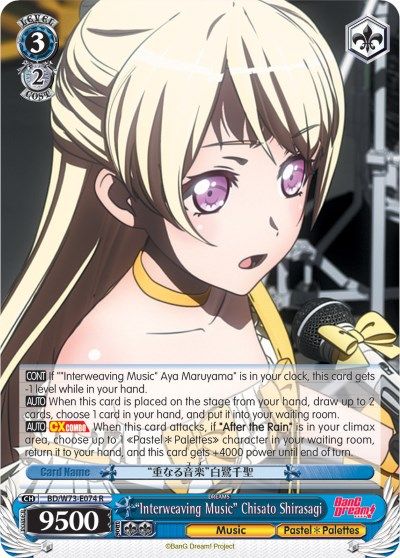 LEVEL
3
2
COST
CONT If ""Interweaving Music" Aya Maruyama" is in your clock, this card gets
-1 level while in your hand.
AUTO When this card is placed on the stage from your hand, draw up to 2
cards, choose 1 card in your hand, and put it into your waiting room.
AUTO CX COMBO When this card attacks, if "After the Rain" is in your climax
area, choose up to 1 «Pastel＊Palettes» character in your waiting room,
return it to your hand, and this card gets +4000 power until end of turn.
Card Name
"重なる音楽"白鷺千聖
CH
BD/W73-E074 R
DREAMS
"Interweaving Music" Chisato Shirasagi
BanG Dream!
POWER
9500
SOUL
Music
Pastel＊Palettes
©BanG Dream! Project